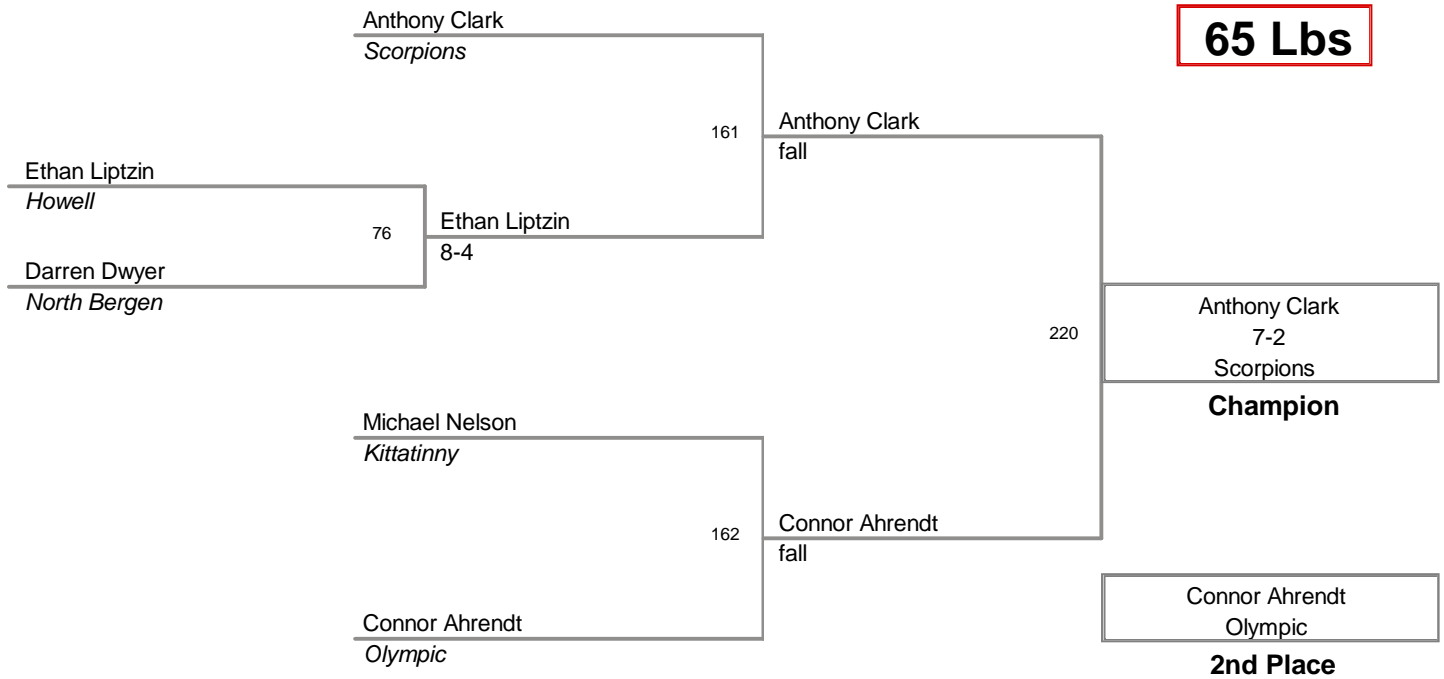 Anthony Clark
Scorpions
65 Lbs
161
Anthony Clark
fall
Ethan Liptzin
Howell
76
Ethan Liptzin
8-4
Darren Dwyer
North Bergen
220
Anthony Clark
7-2
Scorpions
Champion
Michael Nelson
Kittatinny
162
Connor Ahrendt
fall
Connor Ahrendt
Olympic
Connor Ahrendt
Olympic
2nd Place